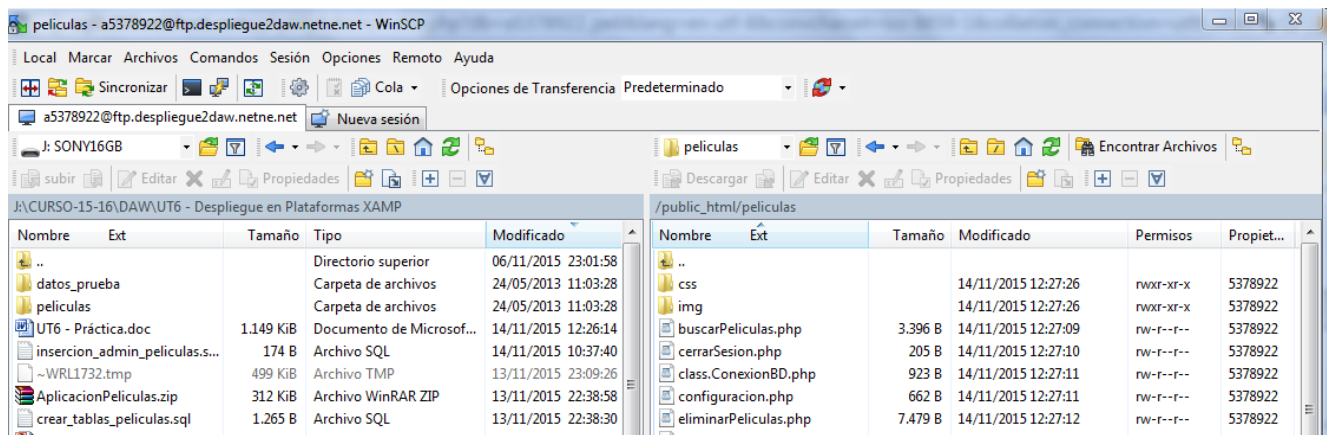 peliculas - a5378922@ftp.despliegue2daw.netne.net - WinSCP
Local Marcar Archivos Comandos Sesión Opciones Remoto Ayuda
Sincronizar Cola Opciones de Transferencia Predeterminado
a5378922@ftp.despliegue2daw.netne.net Nueva sesión
J: SONY16GB peliculas Encontrar Archivos
subir Editar Propiedades Descargar Editar Propiedades
J:\CURSO-15-16\DAW\UT6 - Despliegue en Plataformas XAMP /public_html/peliculas
Nombre Ext Tamaño Tipo Modificado Nombre Ext Tamaño Modificado Permisos Propiet...
.. Directorio superior 06/11/2015 23:01:58 ..
datos_prueba Carpeta de archivos 24/05/2013 11:03:28 css 14/11/2015 12:27:26 rwxr-xr-x 5378922
peliculas Carpeta de archivos 24/05/2013 11:03:28 img 14/11/2015 12:27:26 rwxr-xr-x 5378922
UT6 - Práctica.doc 1.149 KiB Documento de Microsof... 14/11/2015 12:26:14 buscarPeliculas.php 3.396 B 14/11/2015 12:27:09 rw-r--r-- 5378922
insercion_admin_peliculas.s... 174 B Archivo SQL 14/11/2015 10:37:40 cerrarSesion.php 205 B 14/11/2015 12:27:10 rw-r--r-- 5378922
~WRL1732.tmp 499 KiB Archivo TMP 13/11/2015 23:09:26 class.ConexionBD.php 923 B 14/11/2015 12:27:11 rw-r--r-- 5378922
AplicacionPeliculas.zip 312 KiB Archivo WinRAR ZIP 13/11/2015 22:38:58 configuracion.php 662 B 14/11/2015 12:27:11 rw-r--r-- 5378922
crear_tablas_peliculas.sql 1.265 B Archivo SQL 13/11/2015 22:38:30 eliminarPeliculas.php 7.479 B 14/11/2015 12:27:12 rw-r--r-- 5378922